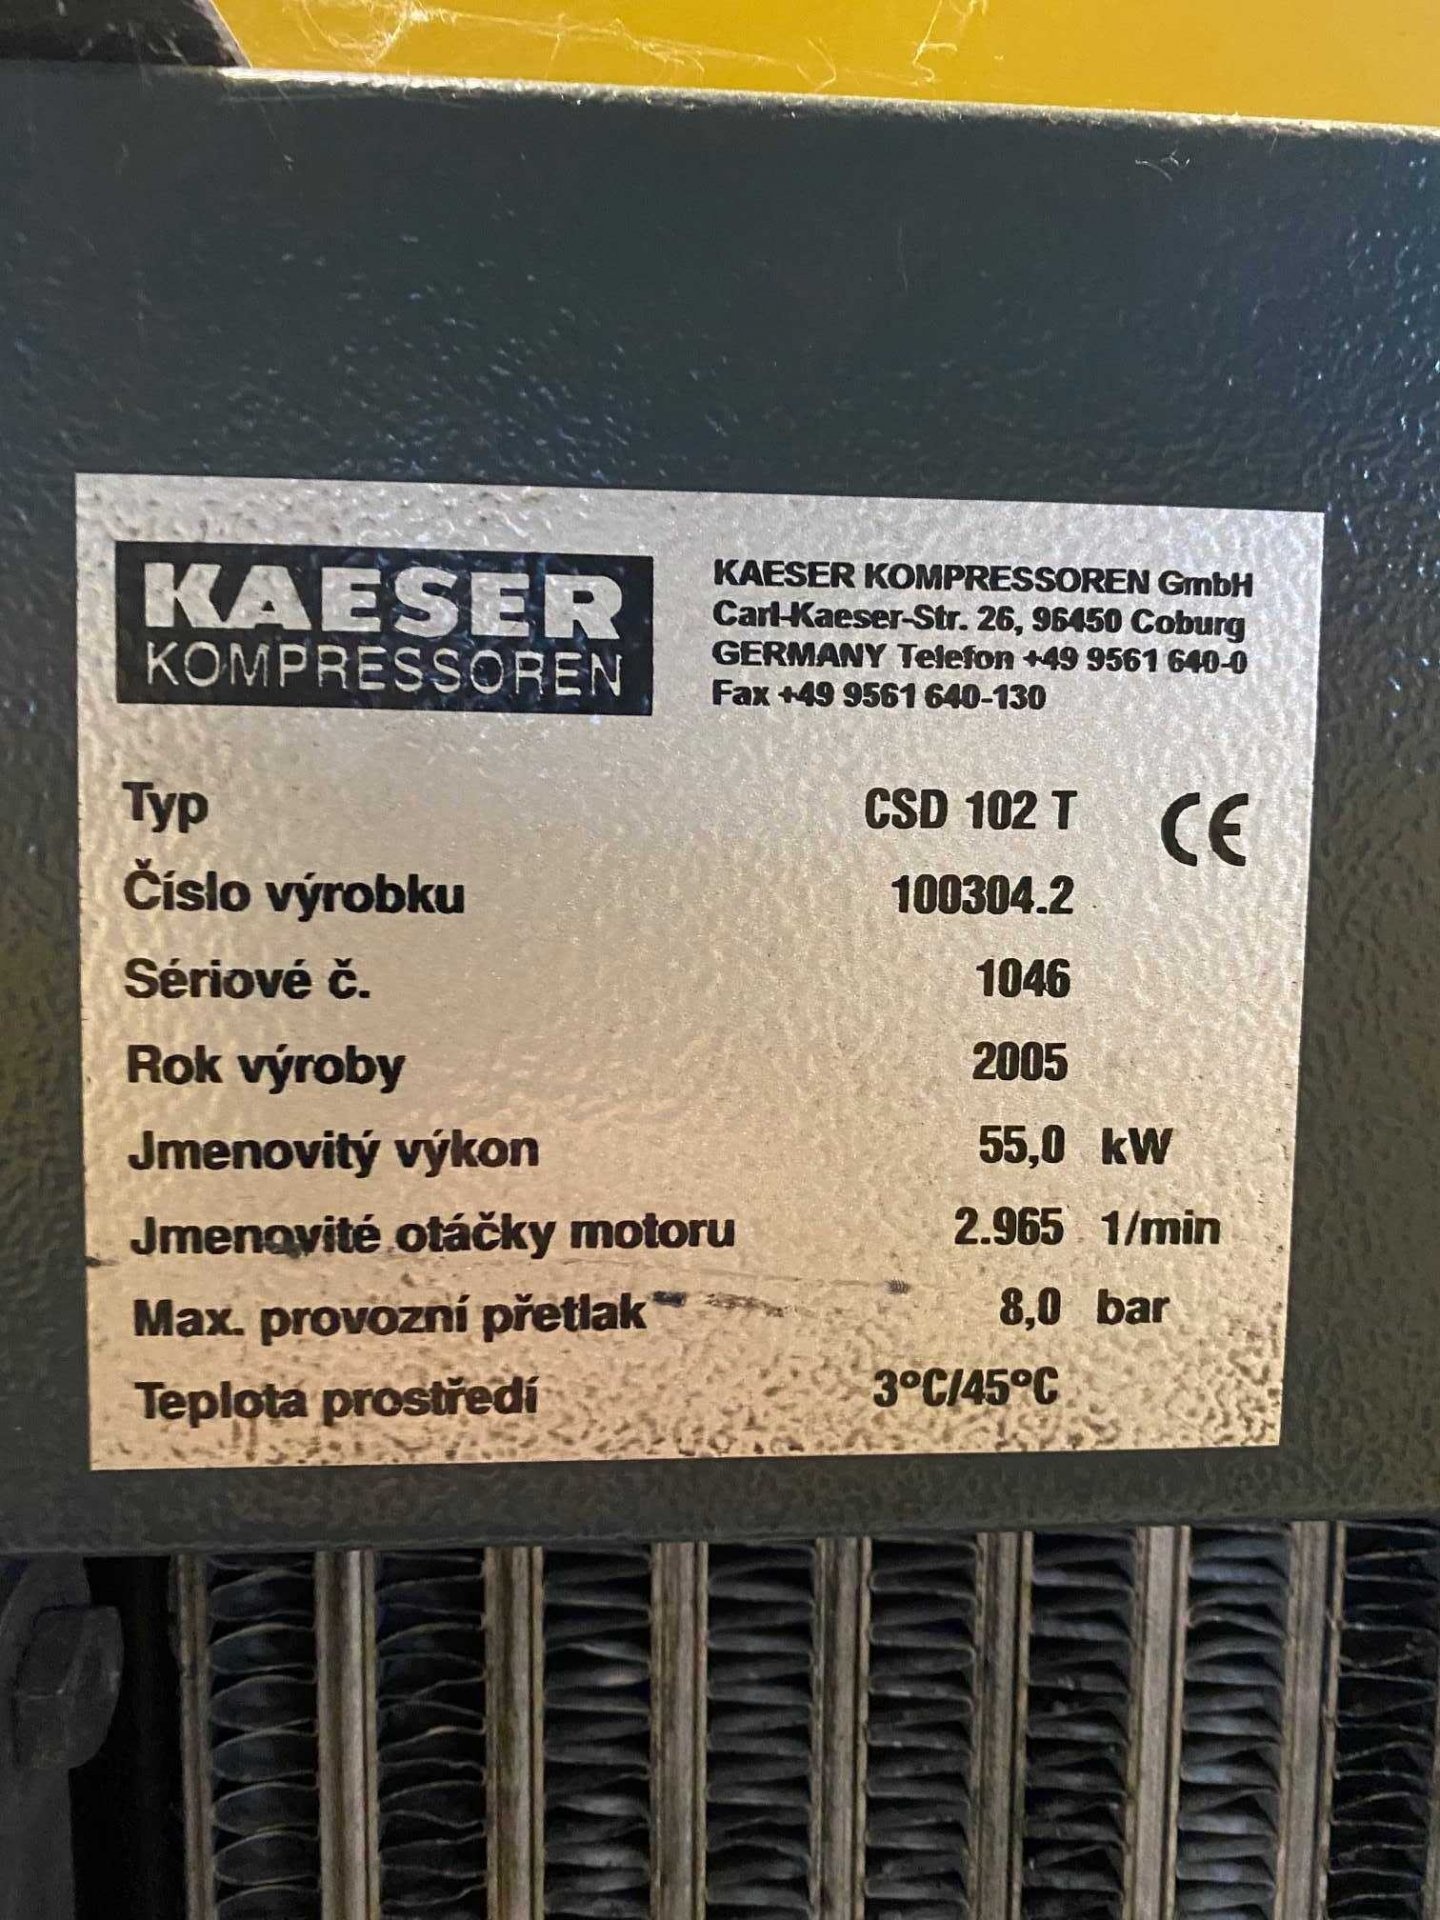 KAESER
KOMPRESSOREN
KAESER KOMPRESSOREN GmbH
Carl-Kaeser-Str. 26, 96450 Coburg
GERMANY Telefon +49 9561 640-0
Fax +49 9561 640-130
Typ CSD 102 T CE
Číslo výrobku 100304.2
Sériové č. 1046
Rok výroby 2005
Jmenovitý výkon 55,0 kW
Jmenovité otáčky motoru 2.965 1/min
Max. provozní přetlak 8,0 bar
Teplota prostředí 3°C/45°C